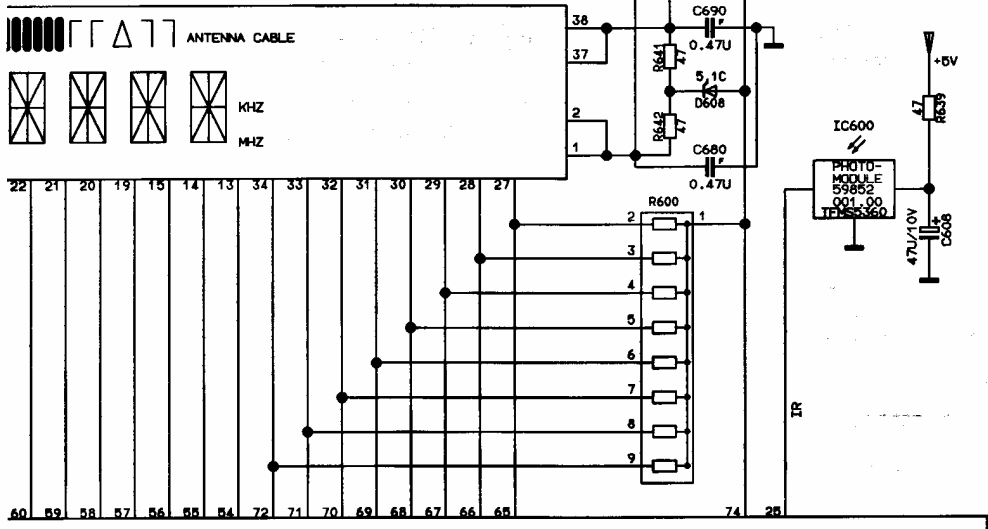 38
C690
F
0.47U
ANTENNA CABLE
37
R641
47
+5V
5,1C
D608
47
R639
KHZ
2
R642
47
IC600
MHZ
1
C680
F
0.47U
PHOTO-
MODULE
59852
001.00
TFMS5360
22 21 20 19 15 14 13 34 33 32 31 30 29 28 27
R600
2 1
47U/10V
+
C608
3
4
5
6
7
8
9
IR
60 59 58 57 56 55 54 72 71 70 69 68 67 66 65 74 25